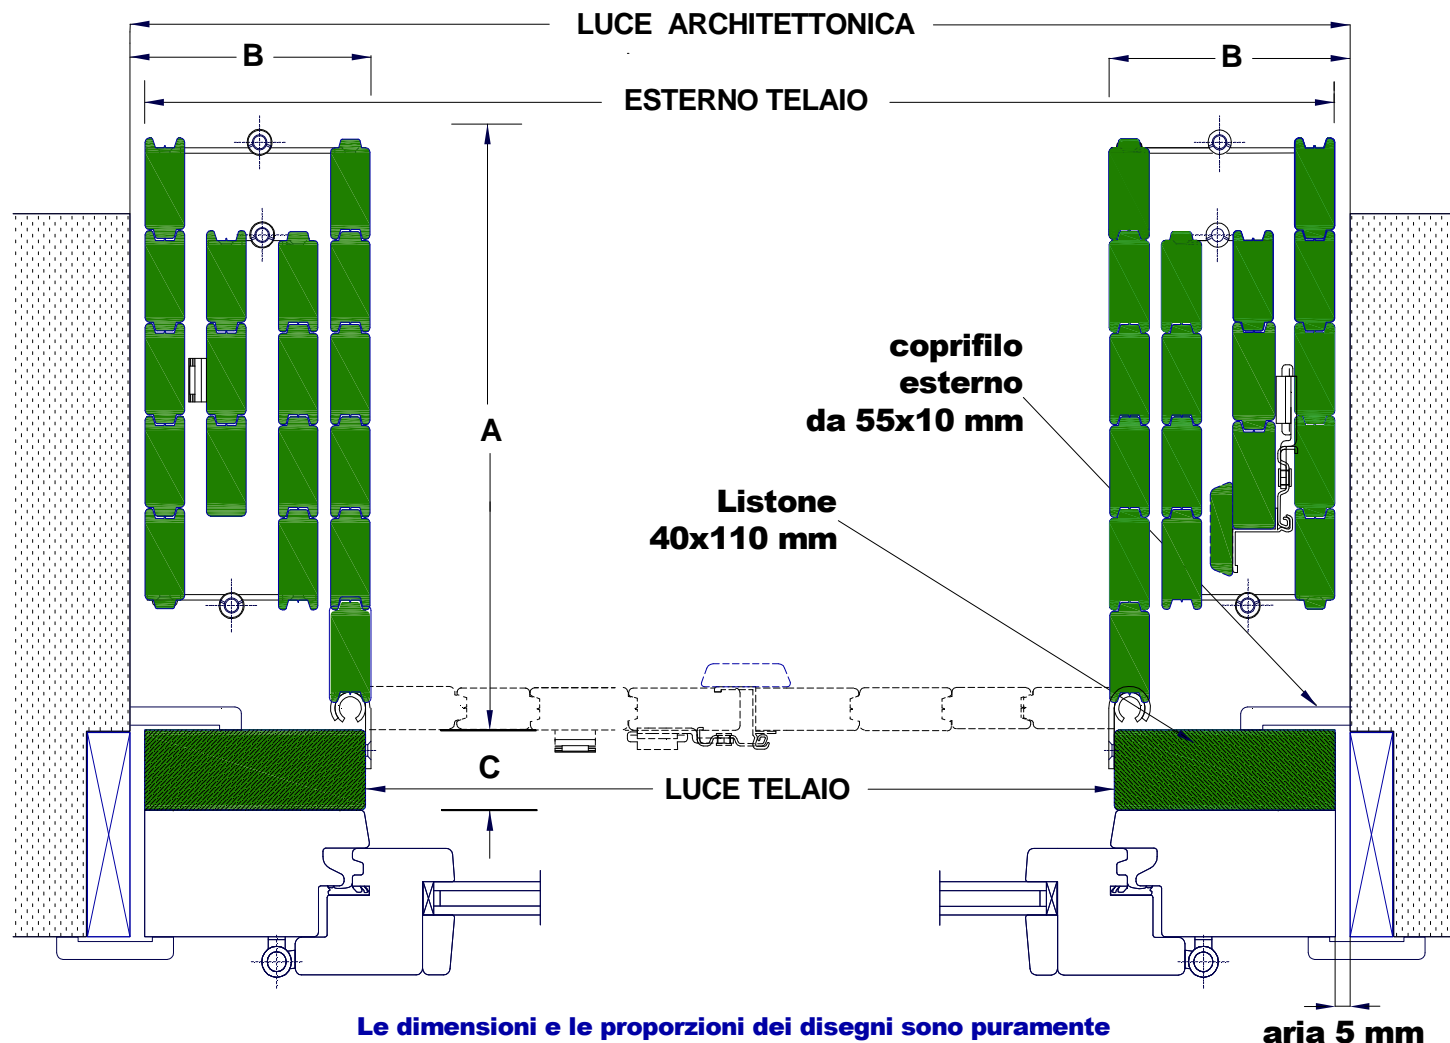 LUCE ARCHITETTONICA
B
B
ESTERNO TELAIO
coprifilo
esterno
da 55x10 mm
A
Listone
40x110 mm
C
LUCE TELAIO
Le dimensioni e le proporzioni dei disegni sono puramente
aria 5 mm